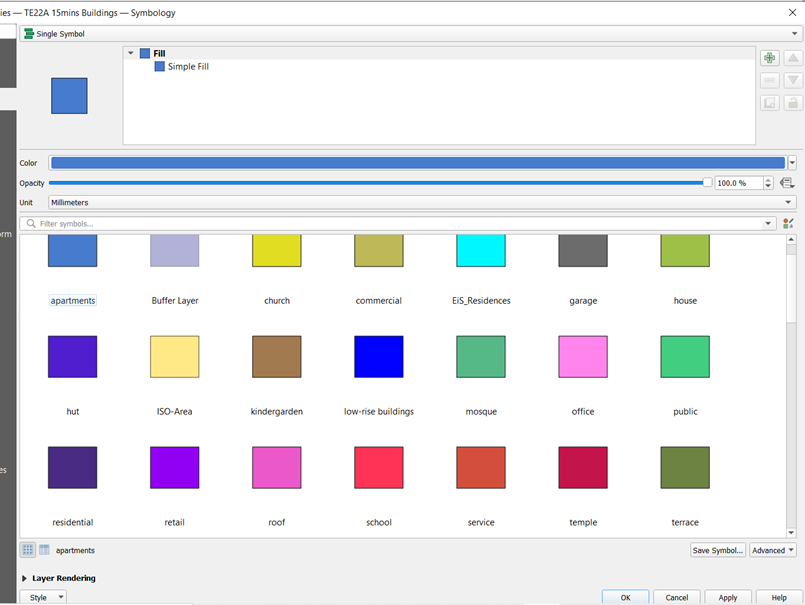 ies — TE22A 15mins Buildings — Symbology
Single Symbol
Fill
Simple Fill
Color
Opacity 100.0 %
Unit Millimeters
Filter symbols...
orm
apartments Buffer Layer church commercial EiS_Residences garage house
hut ISO-Area kindergarden low-rise buildings mosque office public
es
residential retail roof school service temple terrace
apartments Save Symbol... Advanced
Layer Rendering
Style OK Cancel Apply Help